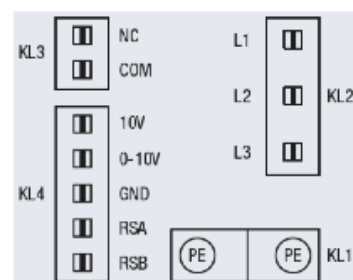 KL3
NC
COM
KL4
10V
0-10V
GND
RSA
RSB
L1
L2
L3
KL2
PE
PE
KL1